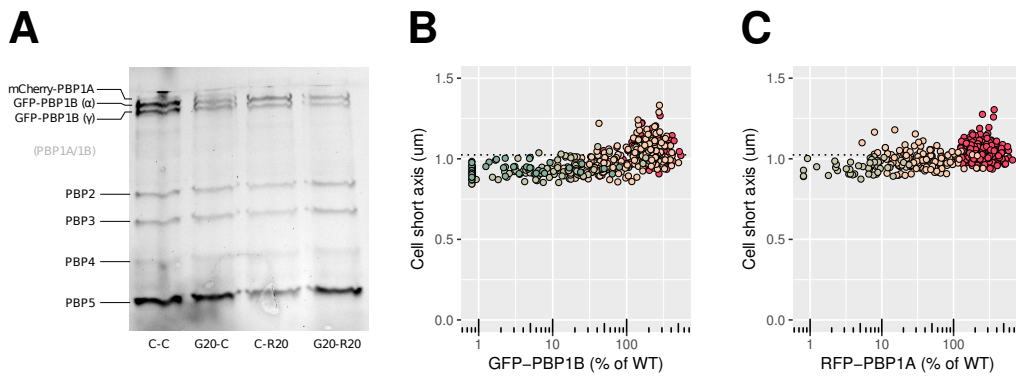 A
mCherry-PBP1A
GFP-PBP1B (α)
GFP-PBP1B (γ)
(PBP1A/1B)
PBP2
PBP3
PBP4
PBP5
C-C G20-C C-R20 G20-R20
B
Cell short axis (um)
1.5
1.0
0.5
0.0
1 10 100
GFP−PBP1B (% of WT)
C
Cell short axis (um)
1.5
1.0
0.5
0.0
1 10 100
RFP−PBP1A (% of WT)